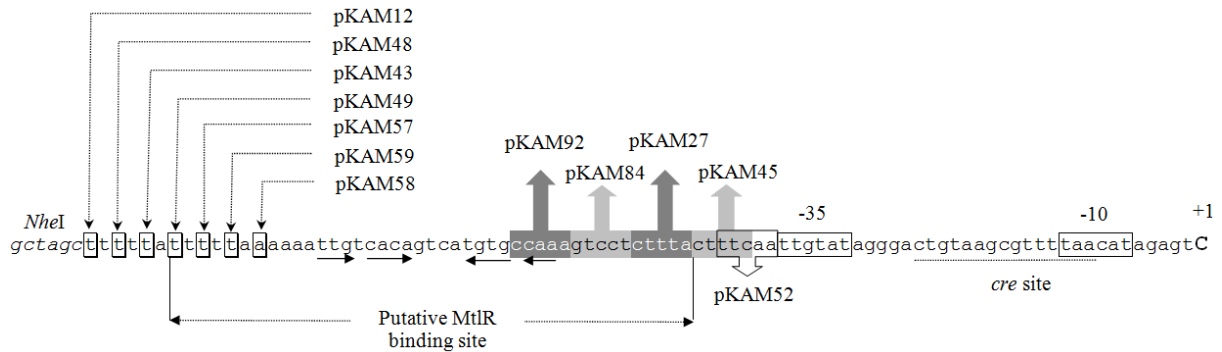 pKAM12
pKAM48
pKAM43
pKAM49
pKAM57
pKAM59
pKAM58
pKAM92
pKAM27
pKAM84
pKAM45
NheI
-35
-10
+1
gctagctttttatttttaaaaaattgtcacagtcatgtgccaaagtcctctttactttcaattgtatagggactgtaagcgttttaacatagagtC
pKAM52
cre site
Putative MtlR
binding site